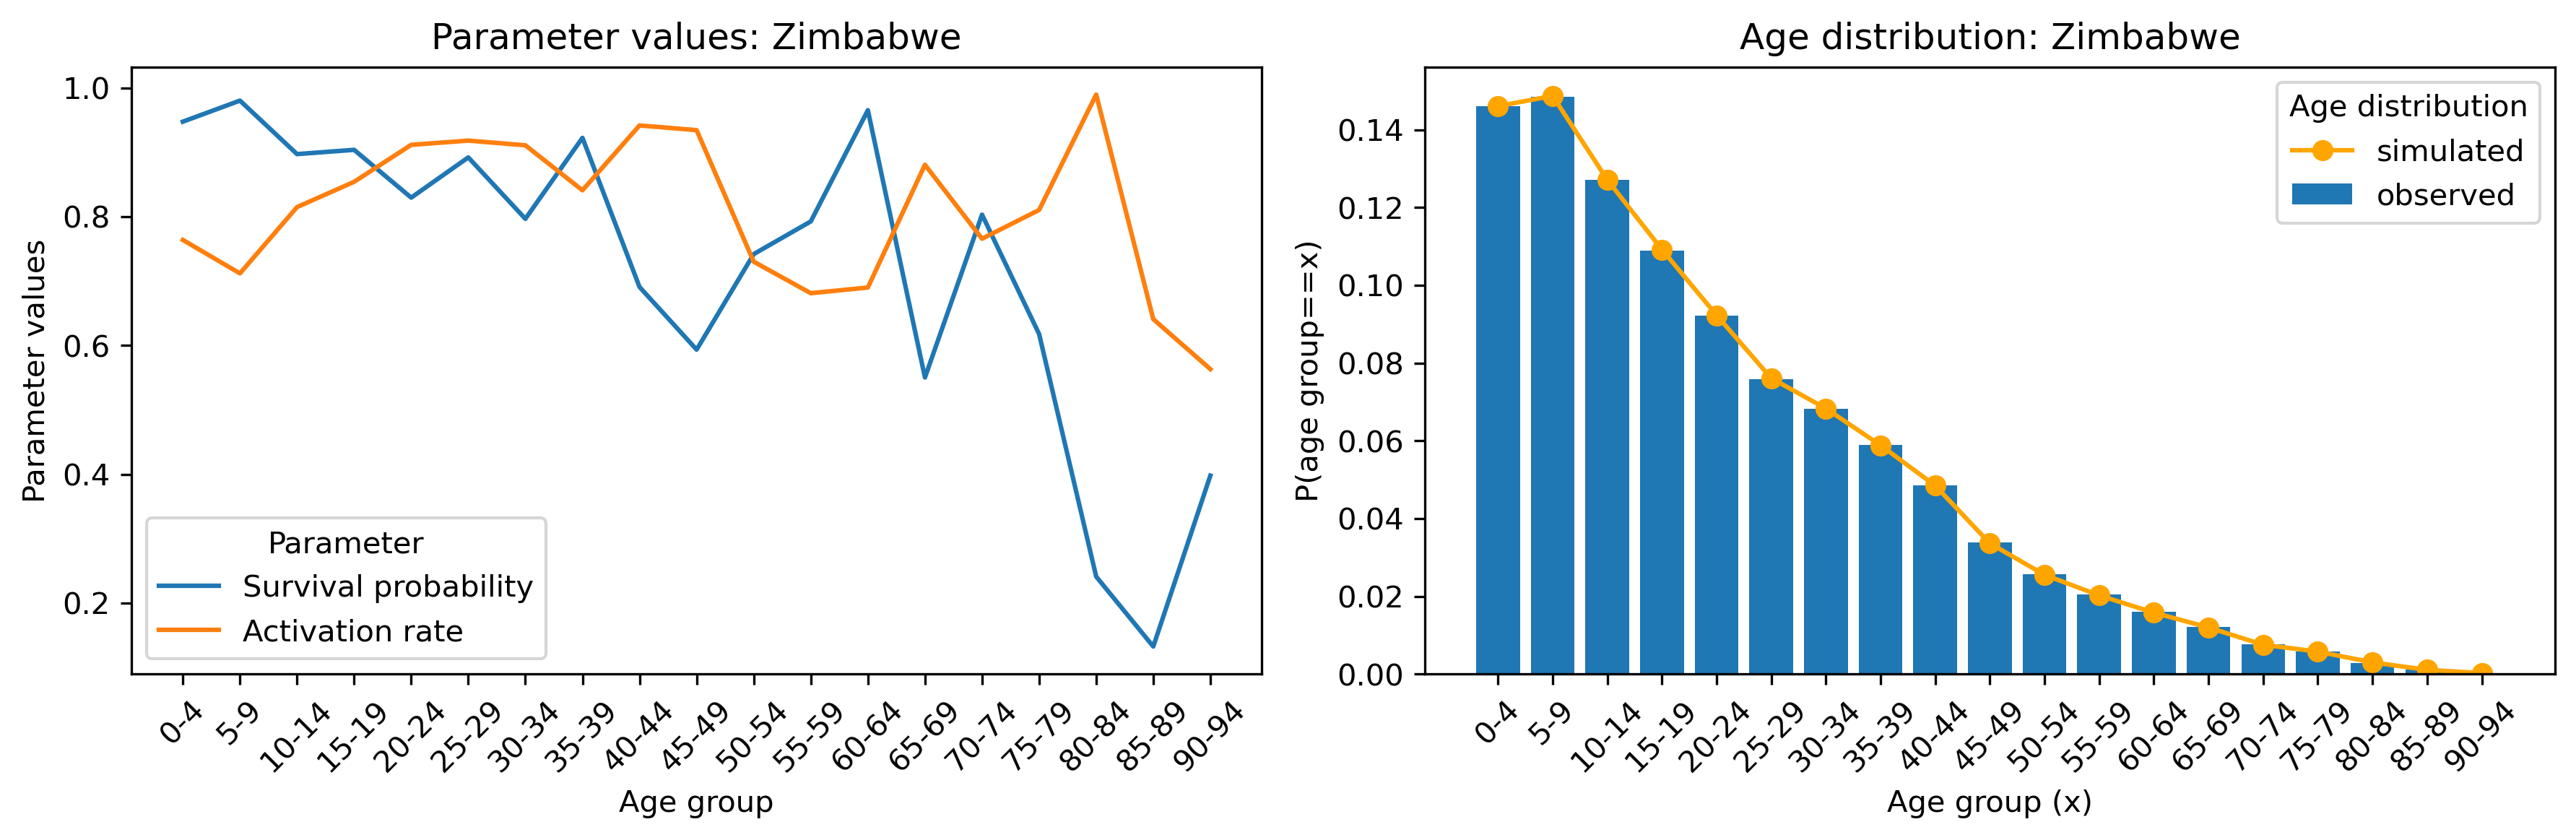 Parameter values: Zimbabwe
Parameter values
1.0
0.8
0.6
0.4
0.2
Parameter
Survival probability
Activation rate
0-4 5-9 10-14 15-19 20-24 25-29 30-34 35-39 40-44 45-49 50-54 55-59 60-64 65-69 70-74 75-79 80-84 85-89 90-94
Age group
Age distribution: Zimbabwe
P(age group==x)
0.14
0.12
0.10
0.08
0.06
0.04
0.02
0.00
Age distribution
simulated
observed
0-4 5-9 10-14 15-19 20-24 25-29 30-34 35-39 40-44 45-49 50-54 55-59 60-64 65-69 70-74 75-79 80-84 85-89 90-94
Age group (x)